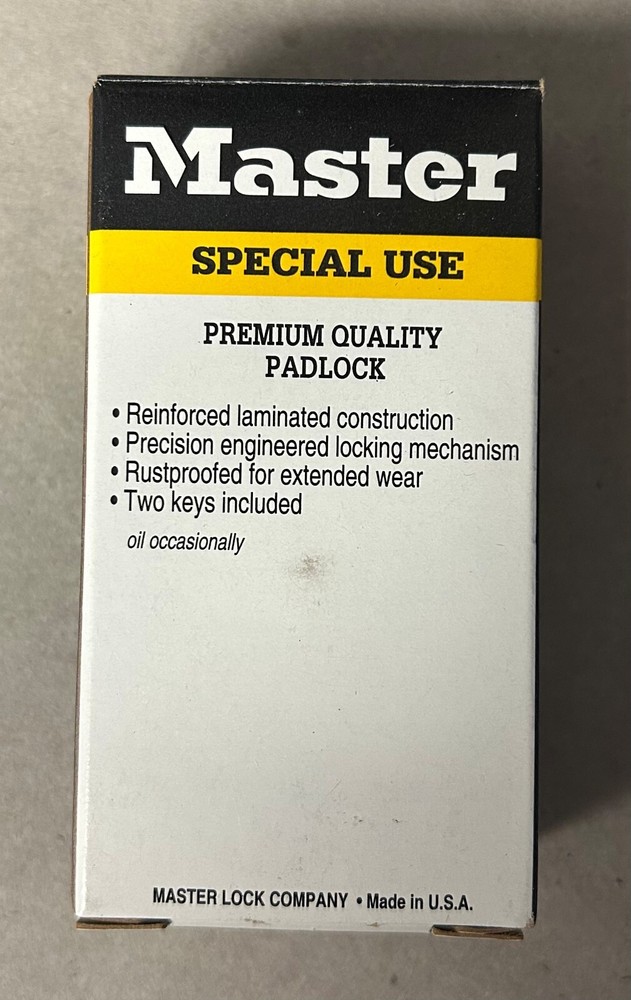 Master
SPECIAL USE
PREMIUM QUALITY
PADLOCK
• Reinforced laminated construction
• Precision engineered locking mechanism
• Rustproofed for extended wear
• Two keys included
oil occasionally
MASTER LOCK COMPANY • Made in U.S.A.